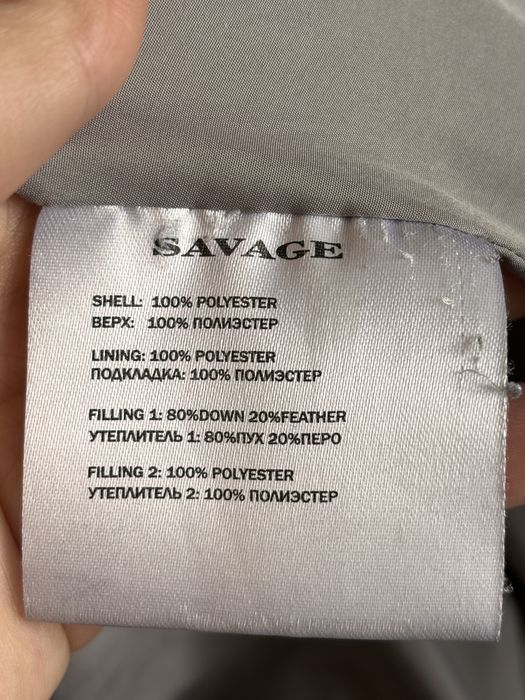 SAVAGE
SHELL: 100% POLYESTER
ВЕРХ: 100% ПОЛИЭСТЕР
LINING: 100% POLYESTER
ПОДКЛАДКА: 100% ПОЛИЭСТЕР
FILLING 1: 80%DOWN 20%FEATHER
УТЕПЛИТЕЛЬ 1: 80%ПУХ 20%ПЕРО
FILLING 2: 100% POLYESTER
УТЕПЛИТЕЛЬ 2: 100% ПОЛИЭСТЕР